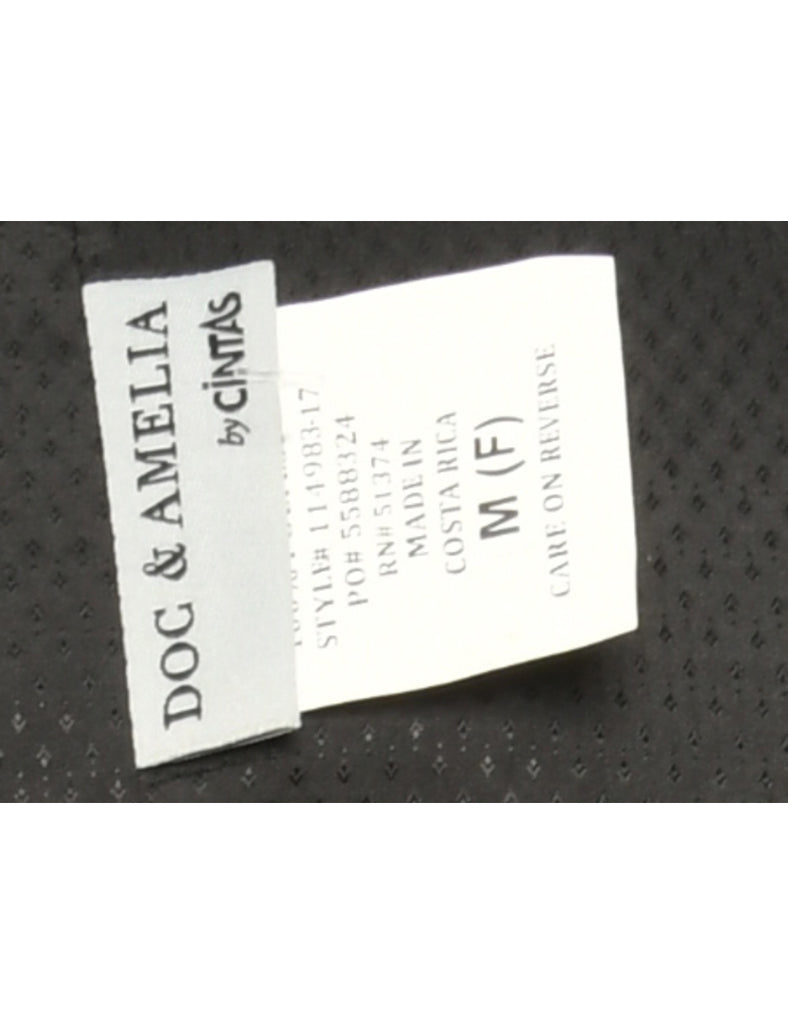 DOC & AMELIA
by CINTAS
STYLE# 114983-17
PO# 5588324
RN# 51374
MADE IN
COSTA RICA
M (F)
CARE ON REVERSE